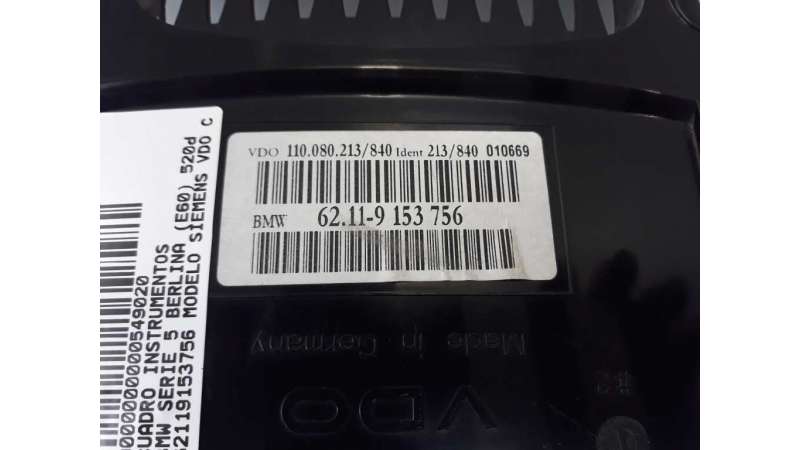 VDO 110.080.213/840 Ident 213/840 010669
BMW 62.11-9 153 756
Made in Germany
VDO
0000000000549020
CUADRO INSTRUMENTOS
BMW SERIE 5 BERLINA (E60) 520d
62119153756 MODELO SIEMENS VDO C